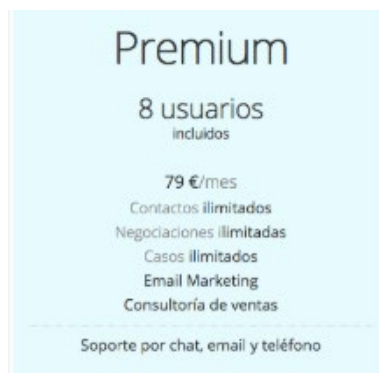 Premium
8 usuarios
incluidos
79 €/mes
Contactos ilimitados
Negociaciones ilimitadas
Casos ilimitados
Email Marketing
Consultoría de ventas
Soporte por chat, email y teléfono